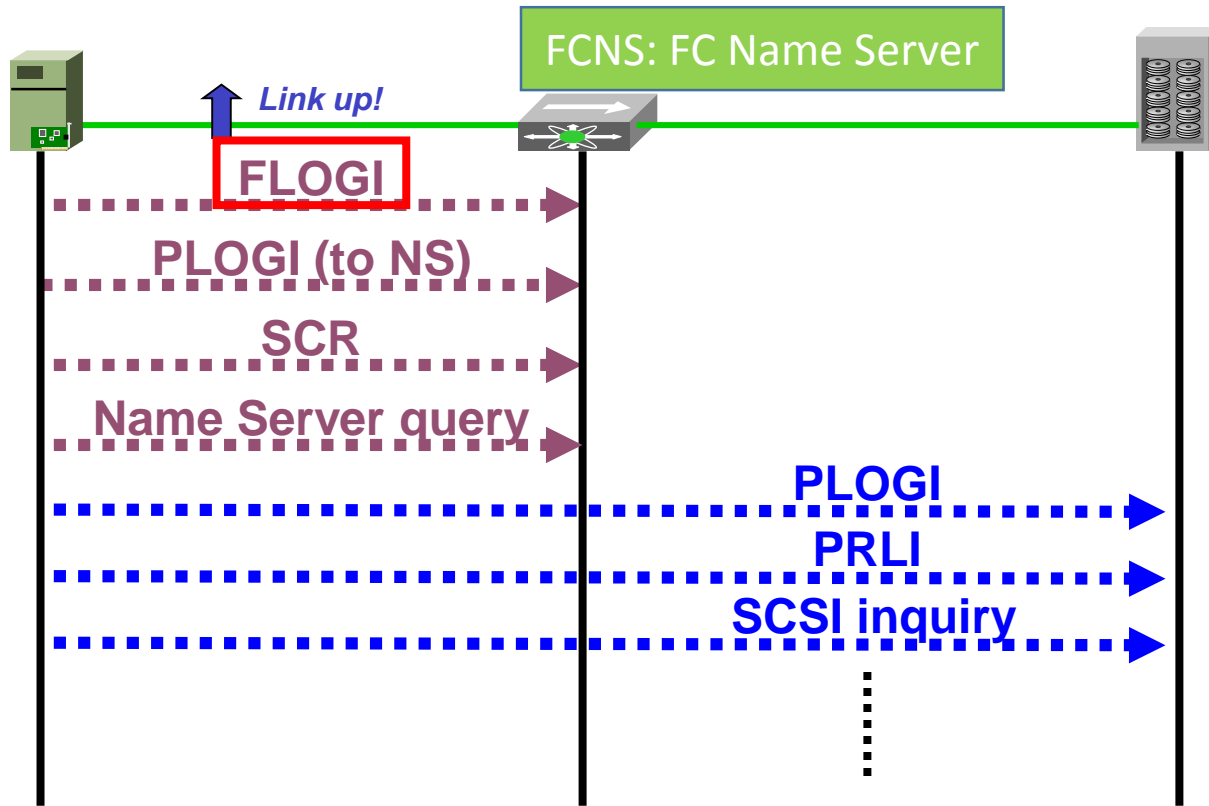 FCNS: FC Name Server
Link up!
FLOGI
PLOGI (to NS)
SCR
Name Server query
PLOGI
PRLI
SCSI inquiry